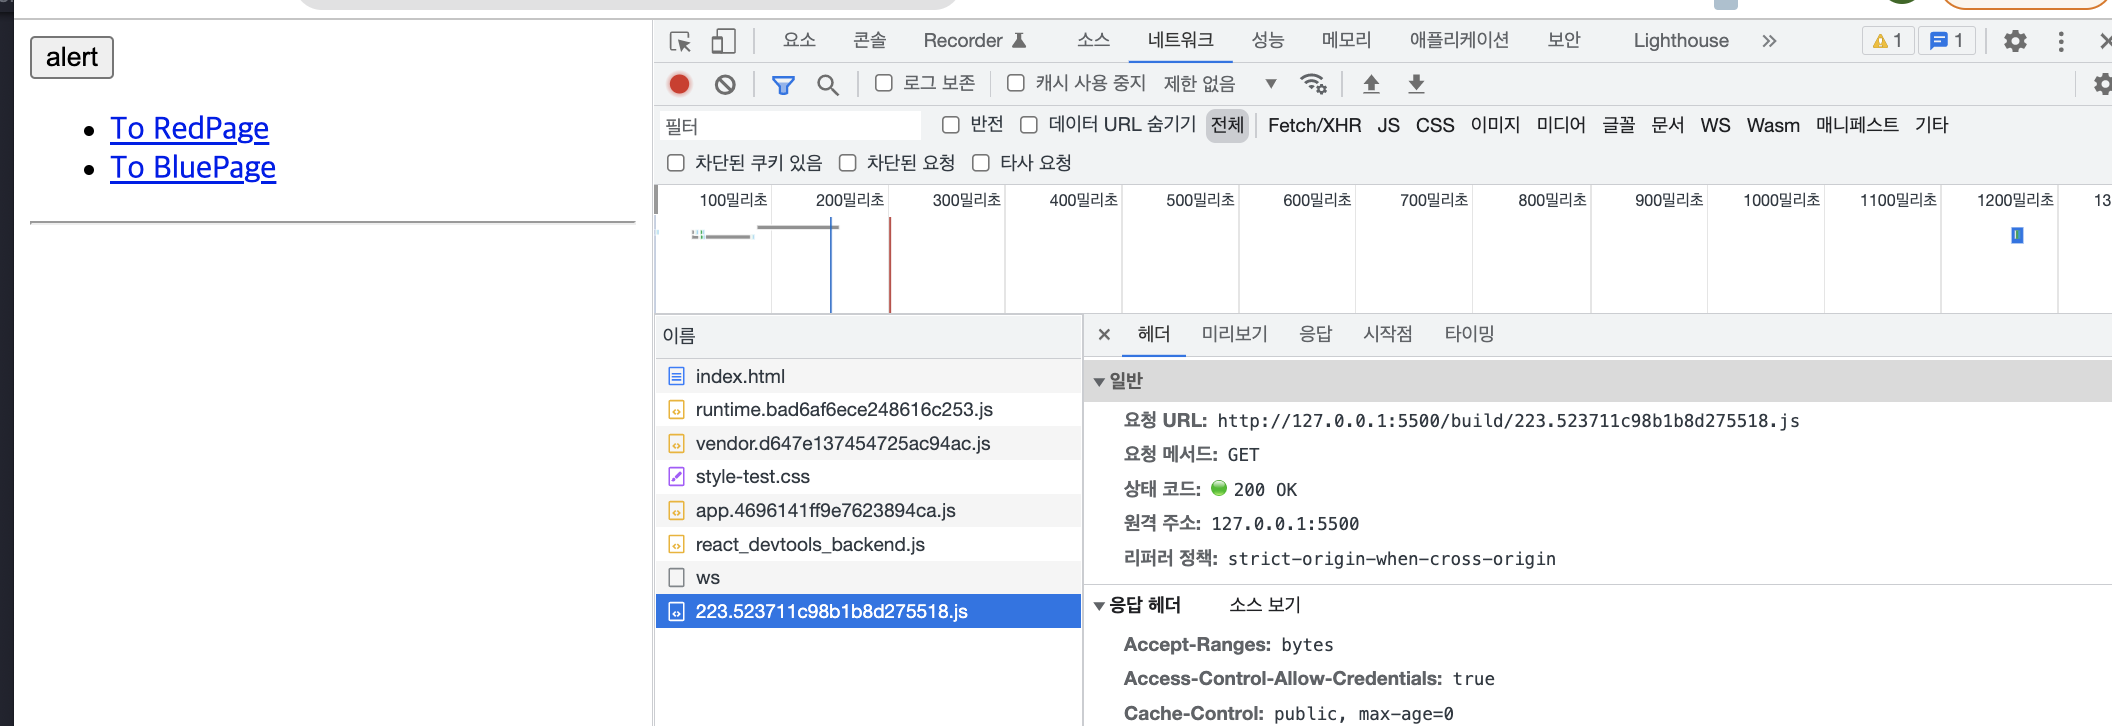 alert
To RedPage
To BluePage
요소 콘솔 Recorder 소스 네트워크 성능 메모리 애플리케이션 보안 Lighthouse 1 1
로그 보존 캐시 사용 중지 제한 없음
필터 반전 데이터 URL 숨기기 전체 Fetch/XHR JS CSS 이미지 미디어 글꼴 문서 WS Wasm 매니페스트 기타
차단된 쿠키 있음 차단된 요청 타사 요청
100밀리초 200밀리초 300밀리초 400밀리초 500밀리초 600밀리초 700밀리초 800밀리초 900밀리초 1000밀리초 1100밀리초 1200밀리초 13
이름
index.html
runtime.bad6af6ece248616c253.js
vendor.d647e137454725ac94ac.js
style-test.css
app.4696141ff9e7623894ca.js
react_devtools_backend.js
ws
223.523711c98b1b8d275518.js
헤더 미리보기 응답 시작점 타이밍
일반
요청 URL: http://127.0.0.1:5500/build/223.523711c98b1b8d275518.js
요청 메서드: GET
상태 코드: 200 OK
원격 주소: 127.0.0.1:5500
리퍼러 정책: strict-origin-when-cross-origin
응답 헤더 소스 보기
Accept-Ranges: bytes
Access-Control-Allow-Credentials: true
Cache-Control: public, max-age=0